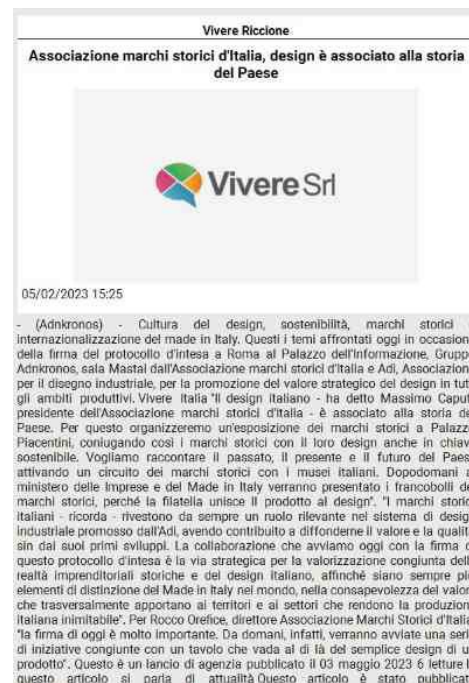 Vivere Riccione
Associazione marchi storici d'Italia, design è associato alla storia
del Paese
Vivere Srl
05/02/2023 15:25
- (Adnkronos) - Cultura del design, sostenibilità, marchi storici
internazionalizzazione del made in Italy. Questi i temi affrontati oggi in occasion
della firma del protocollo d'intesa a Roma al Palazzo dell'Informazione, Grupp
Adnkronos, sala Mastai dall'Associazione marchi storici d'Italia e Adi, Association
per il disegno industriale, per la promozione del valore strategico del design in tut
gli ambiti produttivi. Vivere Italia "Il design italiano - ha detto Massimo Caput
presidente dell'Associazione marchi storici d'Italia - è associato alla storia de
Paese. Per questo organizzeremo un'esposizione dei marchi storici a Palazz
Piacentini, coniugando così i marchi storici con il loro design anche in chiav
sostenibile. Vogliamo raccontare il passato, il presente e il futuro del Paes
attivando un circuito dei marchi storici con i musei italiani. Dopodomani a
ministero delle Imprese e del Made in Italy verranno presentato i francobolli de
marchi storici, perché la filatelia unisce il prodotto al design". "I marchi storic
italiani - ricorda - rivestono da sempre un ruolo rilevante nel sistema di desig
industriale promosso dall'Adi, avendo contribuito a diffonderne il valore e la qualit
sin dai suoi primi sviluppi. La collaborazione che avviamo oggi con la firma d
questo protocollo d'intesa è la via strategica per la valorizzazione congiunta dell
realtà imprenditoriali storiche e del design italiano, affinché siano sempre pi
elementi di distinzione del Made in Italy nel mondo, nella consapevolezza del valor
che trasversalmente apportano ai territori e ai settori che rendono la produzion
italiana inimitabile". Per Rocco Orefice, direttore Associazione Marchi Storici d'Italia
"la firma di oggi è molto importante. Da domani, infatti, verranno avviate una seri
di iniziative congiunte con un tavolo che vada al di là del semplice design di u
prodotto". Questo è un lancio di agenzia pubblicato il 03 maggio 2023 6 letture I
questo articolo si parla di attualità Questo articolo è stato pubblicat